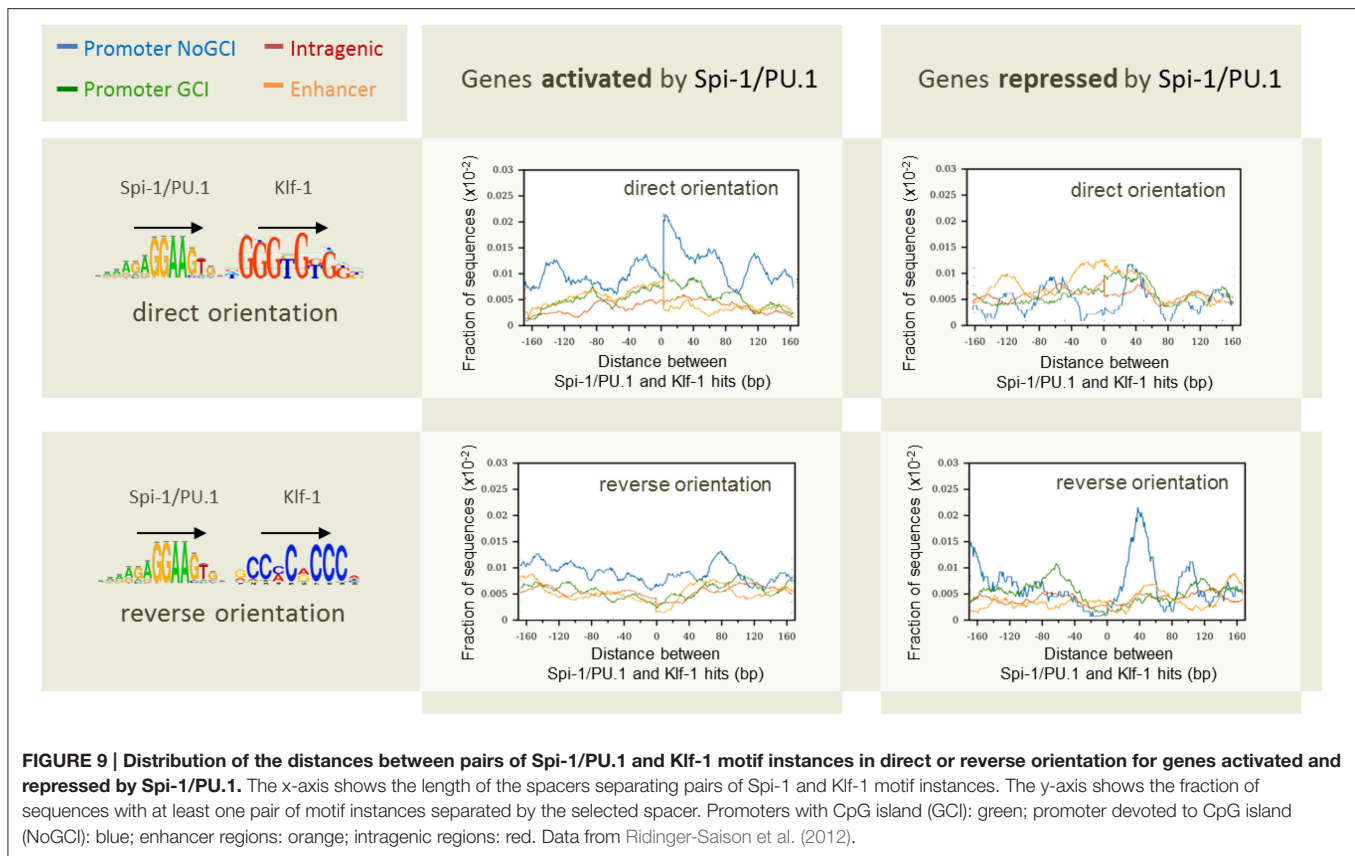 Promoter NoGCI
Intragenic
Promoter GCI
Enhancer
Genes activated by Spi-1/PU.1
Genes repressed by Spi-1/PU.1
Spi-1/PU.1 Klf-1
direct orientation
Fraction of sequences (x10-2)
0.03
0.025
0.02
0.015
0.01
0.005
0
direct orientation
-160 -120 -80 -40 0 40 80 120 160
Distance between
Spi-1/PU.1 and Klf-1 hits (bp)
Fraction of sequences (x10-2)
0.03
0.025
0.02
0.015
0.01
0.005
0
direct orientation
-160 -120 -80 -40 0 40 80 120 160
Distance between
Spi-1/PU.1 and Klf-1 hits (bp)
Spi-1/PU.1 Klf-1
reverse orientation
Fraction of sequences (x10-2)
0.03
0.025
0.02
0.015
0.01
0.005
0
reverse orientation
-160 -120 -80 -40 0 40 80 120 160
Distance between
Spi-1/PU.1 and Klf-1 hits (bp)
Fraction of sequences (x10-2)
0.03
0.025
0.02
0.015
0.01
0.005
0
reverse orientation
-160 -120 -80 -40 0 40 80 120 160
Distance between
Spi-1/PU.1 and Klf-1 hits (bp)
FIGURE 9 | Distribution of the distances between pairs of Spi-1/PU.1 and Klf-1 motif instances in direct or reverse orientation for genes activated and
repressed by Spi-1/PU.1. The x-axis shows the length of the spacers separating pairs of Spi-1 and Klf-1 motif instances. The y-axis shows the fraction of
sequences with at least one pair of motif instances separated by the selected spacer. Promoters with CpG island (GCI): green; promoter devoted to CpG island
(NoGCI): blue; enhancer regions: orange; intragenic regions: red. Data from Ridinger-Saison et al. (2012).